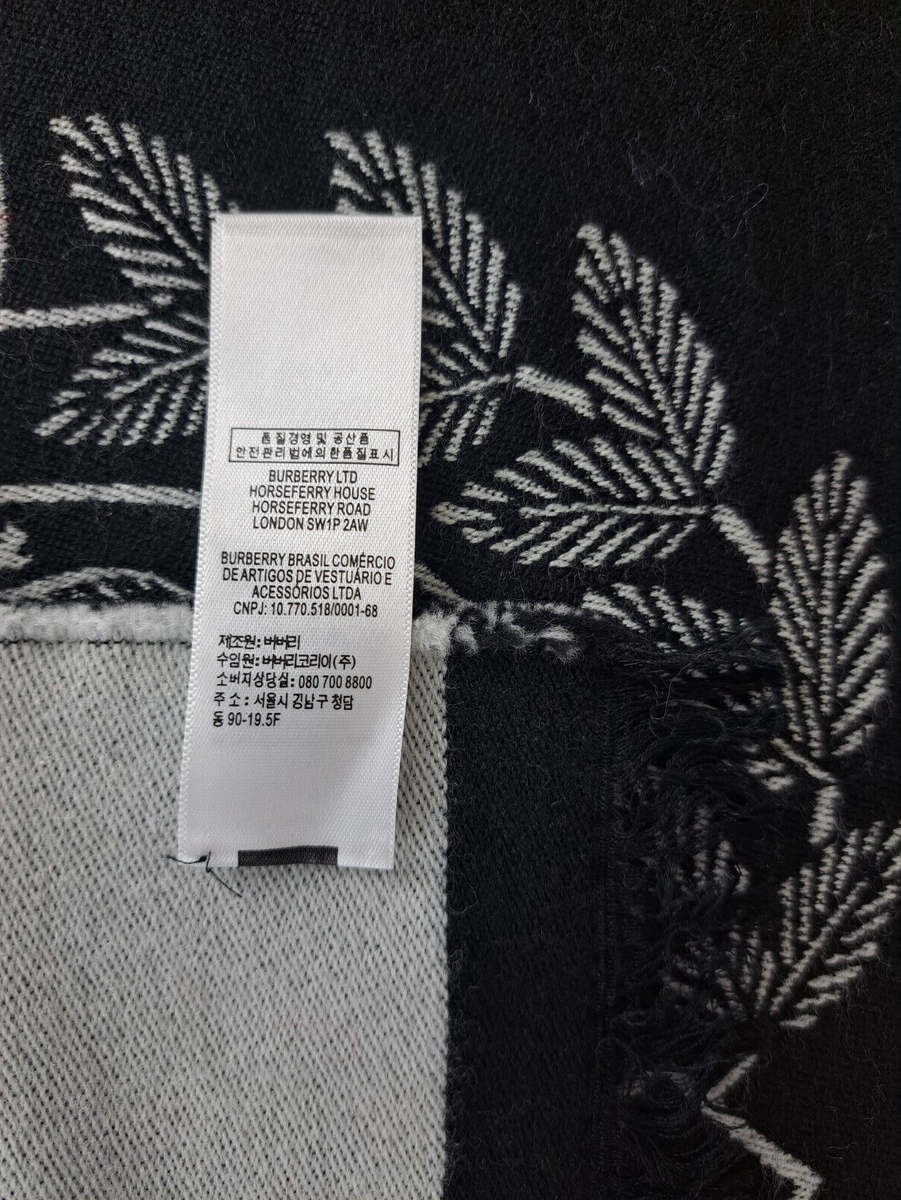 품질경영 및 공산품
안전관리법에의한품질표시
BURBERRY LTD
HORSEFERRY HOUSE
HORSEFERRY ROAD
LONDON SW1P 2AW
BURBERRY BRASIL COMÉRCIO
DE ARTIGOS DE VESTUÁRIO E
ACESSÓRIOS LTDA
CNPJ: 10.770.518/0001-68
제조원: 버버리
수입원: 버버리코리아(주)
소버지상담실: 080 700 8800
주 소 : 서울시 강남구 청담
동 90-19.5F